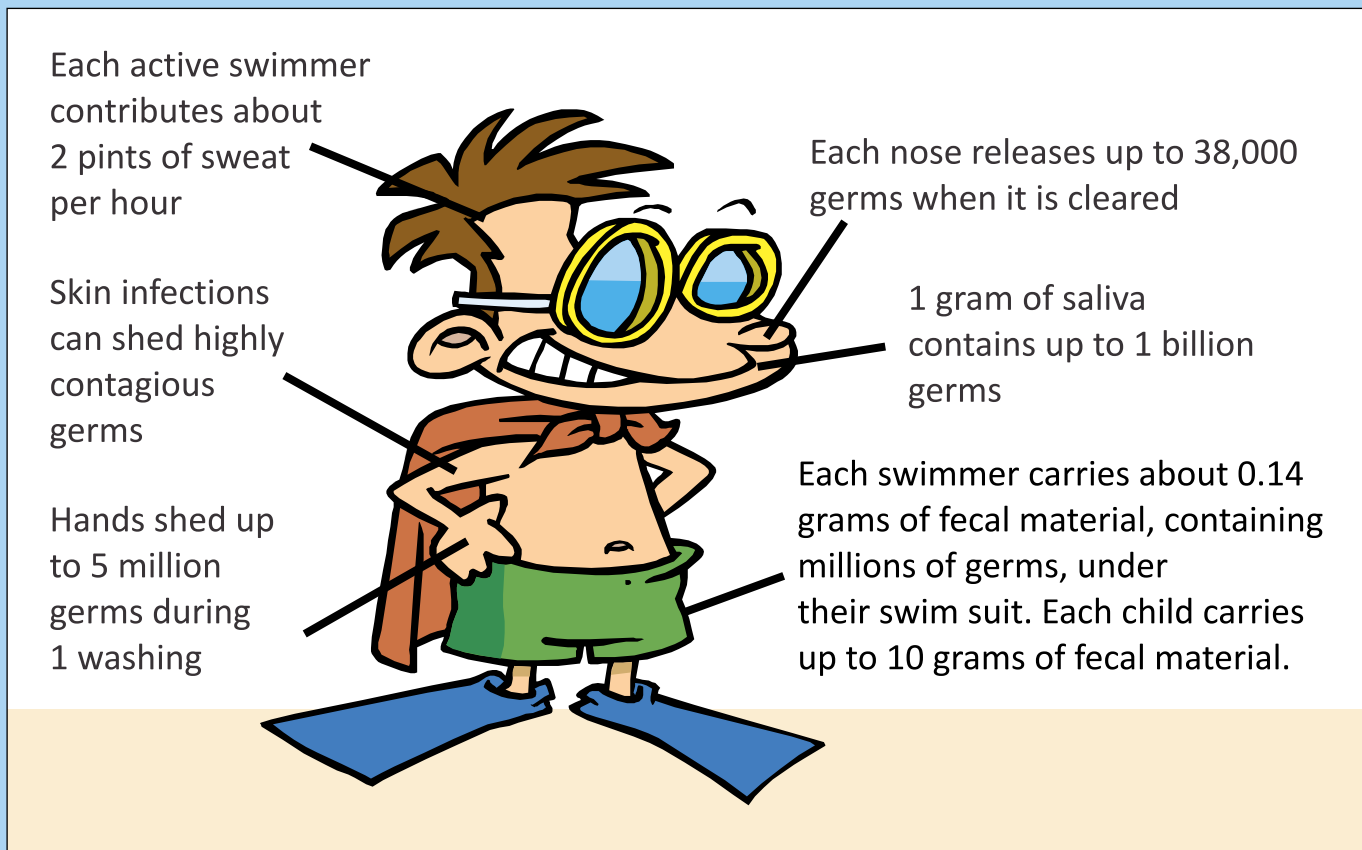 Each active swimmer
contributes about
2 pints of sweat
per hour
Skin infections
can shed highly
contagious
germs
Hands shed up
to 5 million
germs during
1 washing
Each nose releases up to 38,000
germs when it is cleared
1 gram of saliva
contains up to 1 billion
germs
Each swimmer carries about 0.14
grams of fecal material, containing
millions of germs, under
their swim suit. Each child carries
up to 10 grams of fecal material.